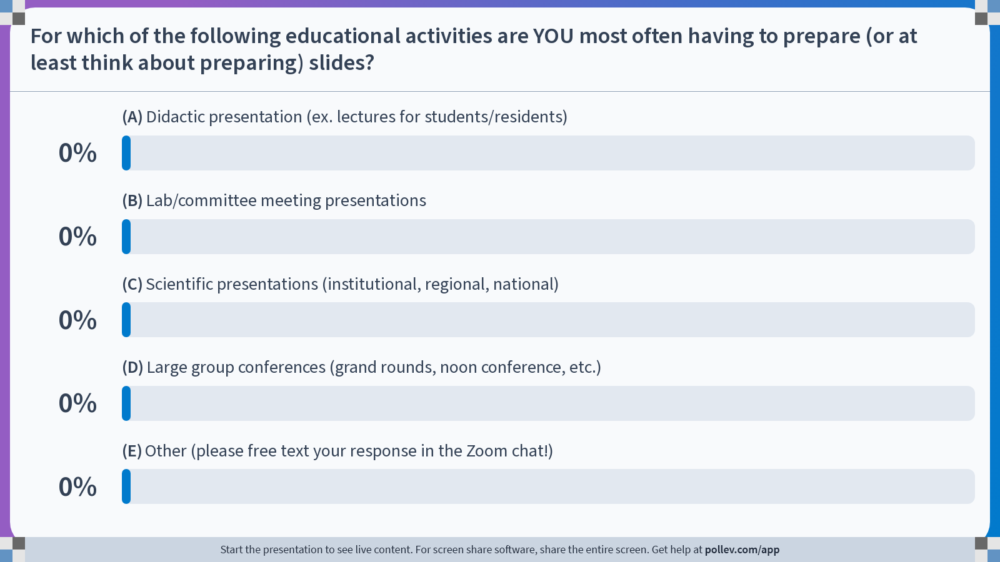 For which of the following educational activities are YOU most often having to prepare (or at
least think about preparing) slides?
(A) Didactic presentation (ex. lectures for students/residents)
0%
(B) Lab/committee meeting presentations
0%
(C) Scientific presentations (institutional, regional, national)
0%
(D) Large group conferences (grand rounds, noon conference, etc.)
0%
(E) Other (please free text your response in the Zoom chat!)
0%
Start the presentation to see live content. For screen share software, share the entire screen. Get help at pollev.com/app